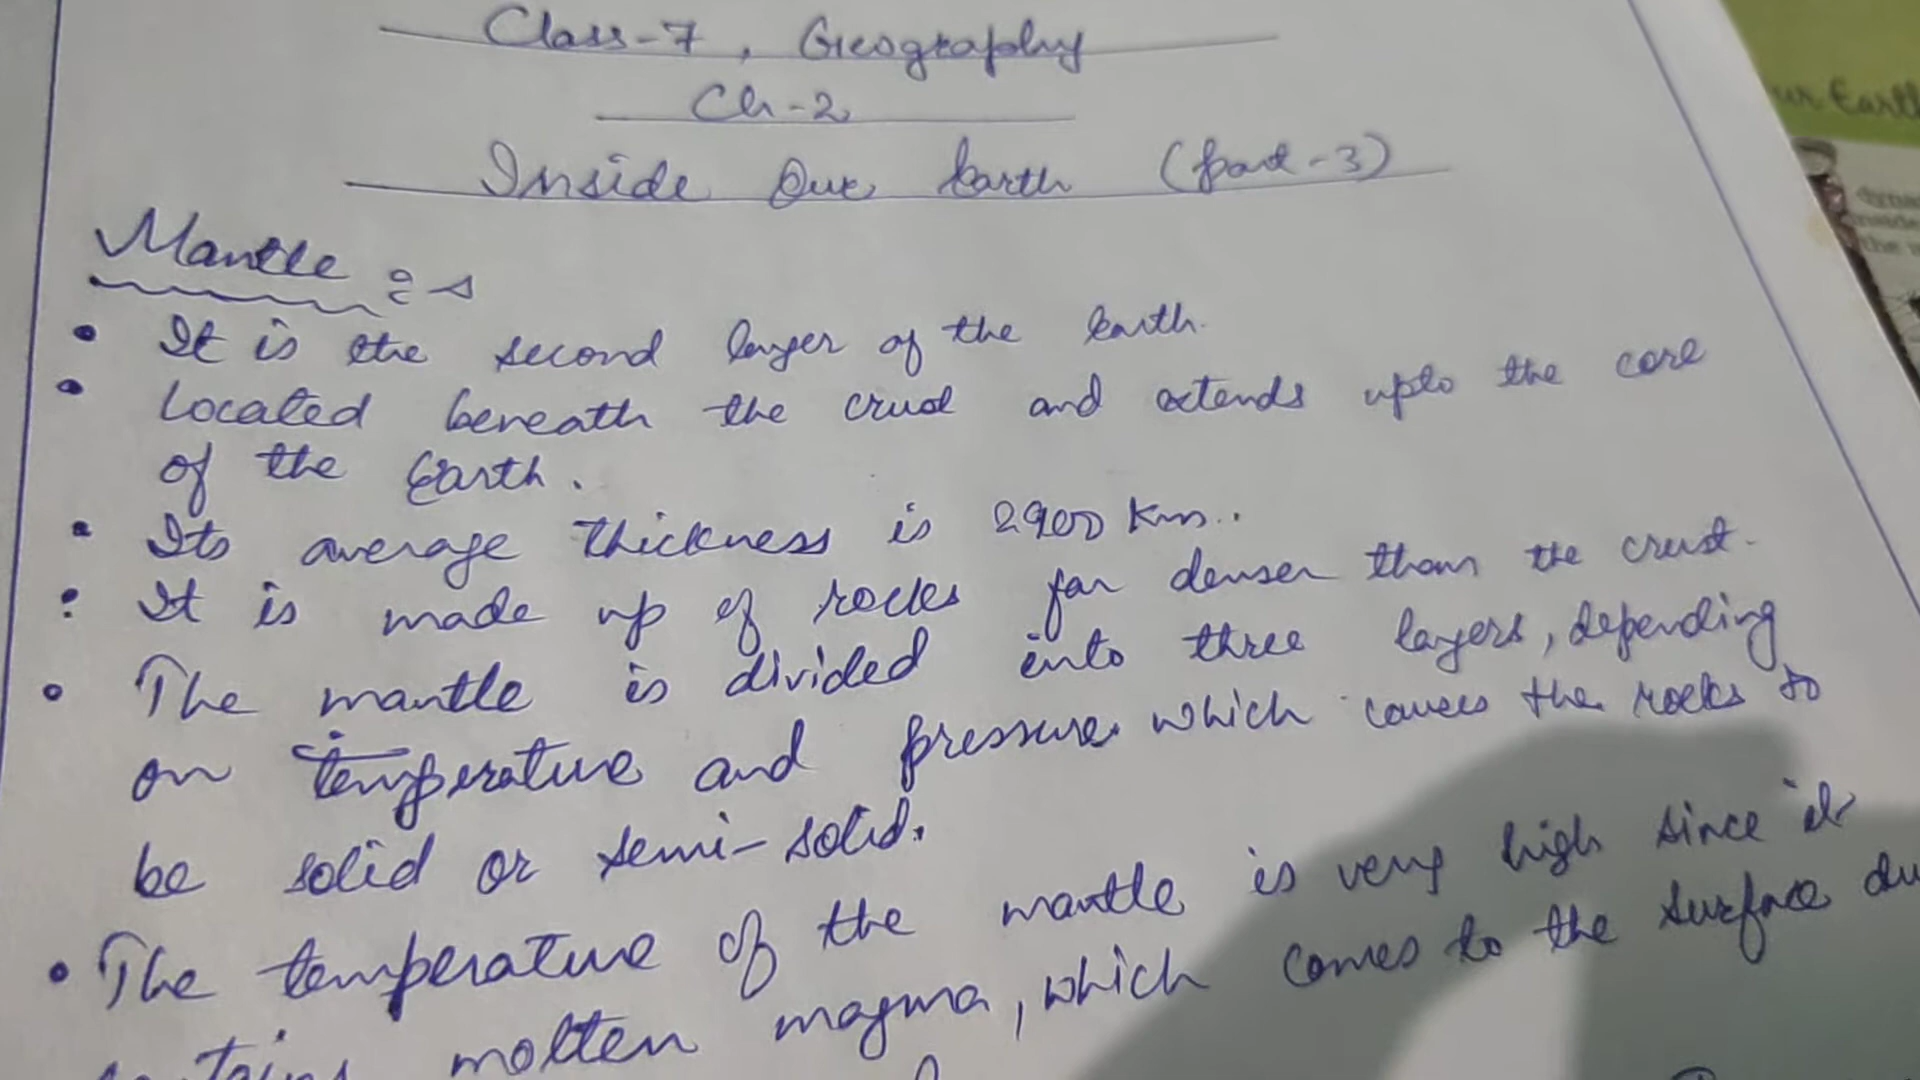 Class-7, Geography
Ch-2
Inside Our Earth (Part-3)
Mantle :-
• It is the second layer of the Earth.
• Located beneath the crust and extends upto the core
of the Earth.
• Its average thickness is 2900 Km.
• It is made up of rocks far denser than the crust.
• The mantle is divided into three layers, depending
on temperature and pressure which causes the rocks to
be solid or semi-solid.
• The temperature of the mantle is very high since it
molten magma, which comes to the surface du
ur Earth
the